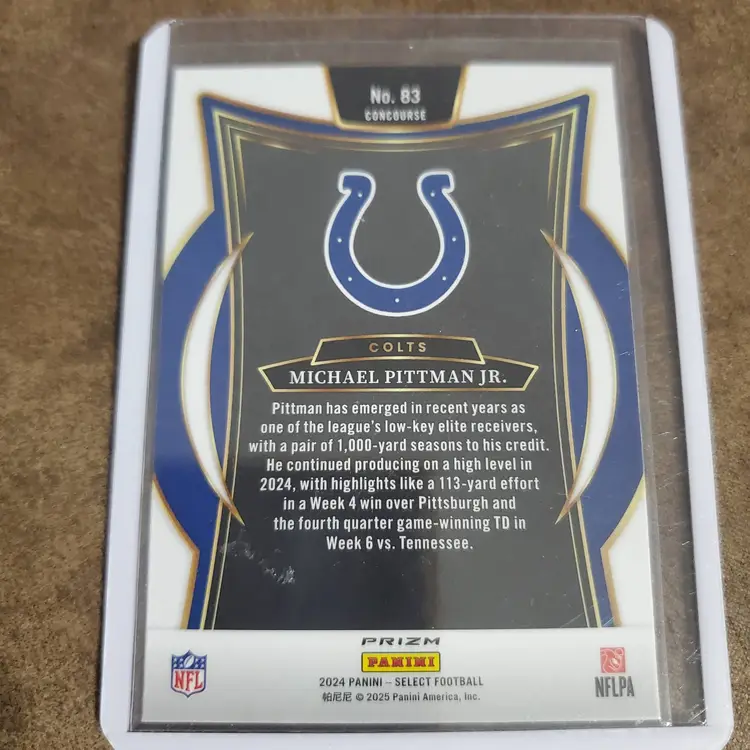 No. 83
CONCOURSE
COLTS
MICHAEL PITTMAN JR.
Pittman has emerged in recent years as
one of the league's low-key elite receivers,
with a pair of 1,000-yard seasons to his credit.
He continued producing on a high level in
2024, with highlights like a 113-yard effort
in a Week 4 win over Pittsburgh and
the fourth quarter game-winning TD in
Week 6 vs. Tennessee.
PRIZM
PANINI
NFL
NFLPA
2024 PANINI – SELECT FOOTBALL
帕尼尼 © 2025 Panini America, Inc.